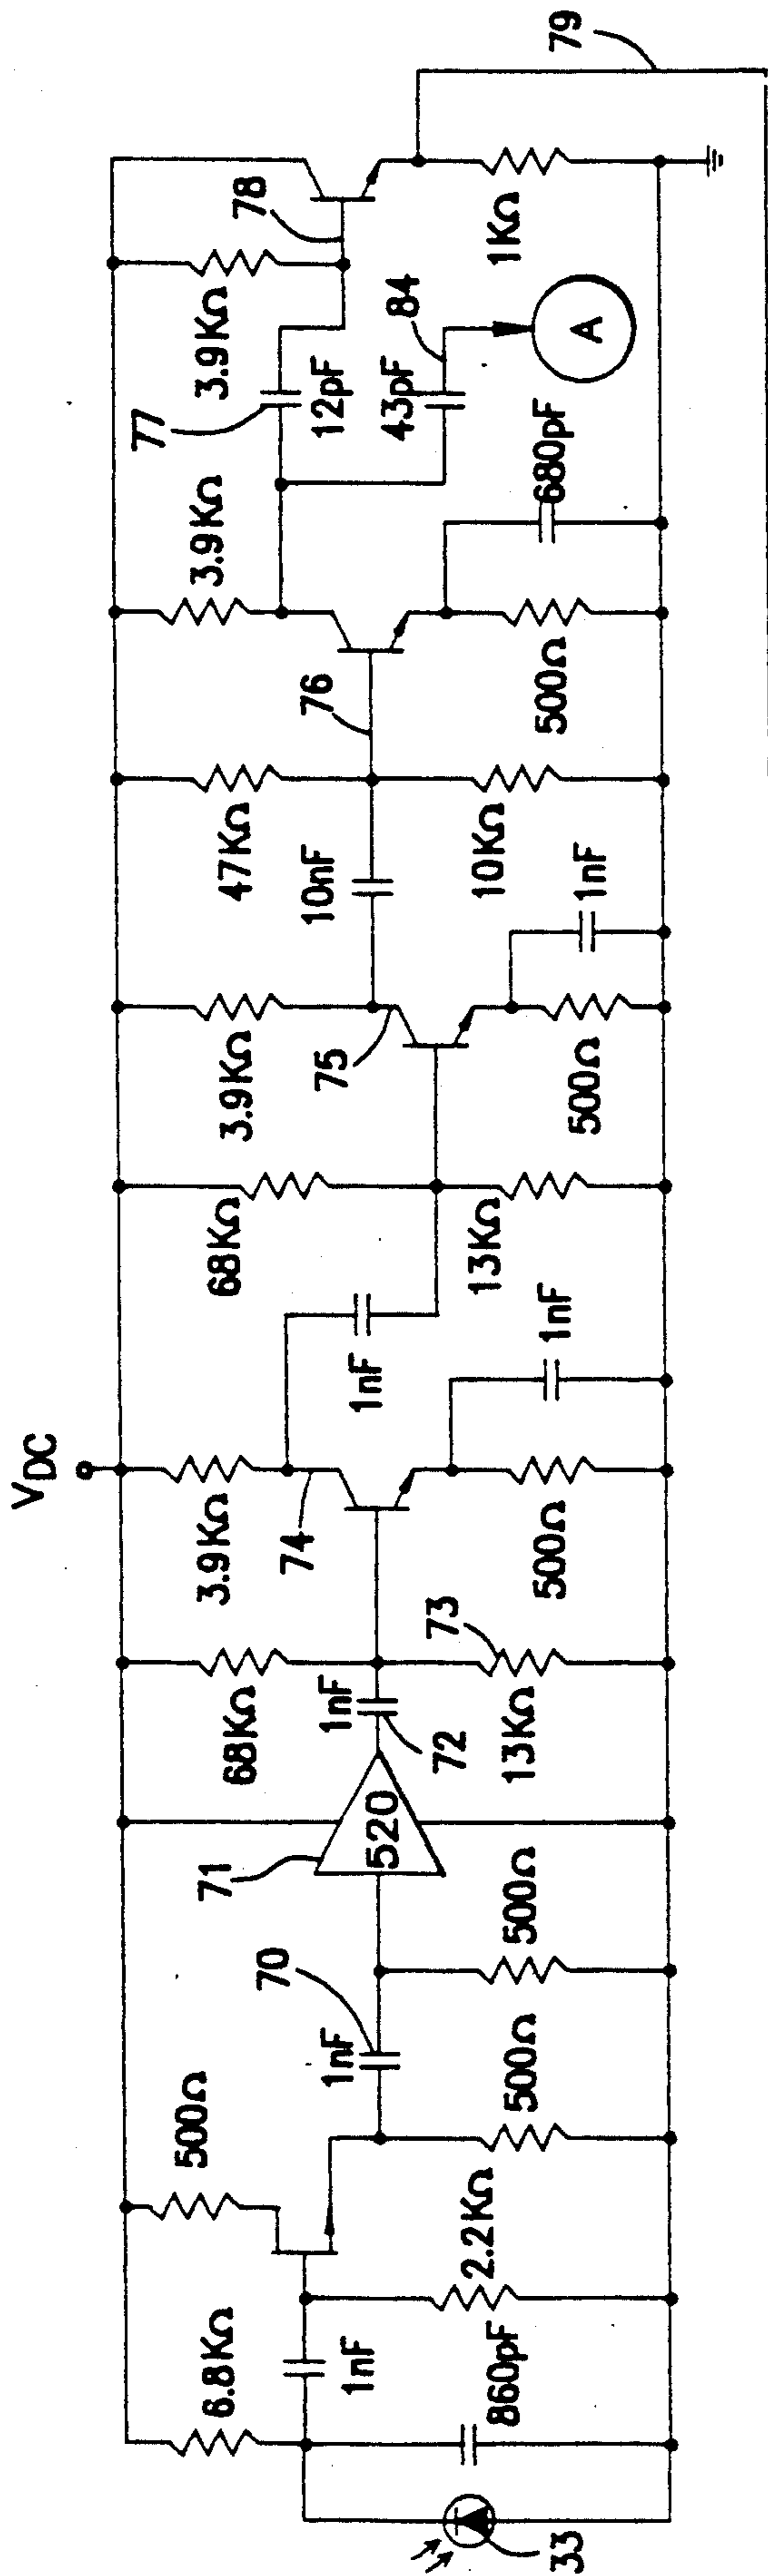 VDC
6.8KΩ
500Ω
68KΩ
3.9KΩ
68KΩ
3.9KΩ
47KΩ
3.9KΩ
3.9KΩ
77
78
79
71
70
1nF
1nF
520
1nF
72
73
74
1nF
75
10nF
76
12pF
43pF
84
A
33
860pF
2.2KΩ
500Ω
500Ω
13KΩ
500Ω
1nF
13KΩ
500Ω
1nF
10KΩ
500Ω
680pF
1KΩ